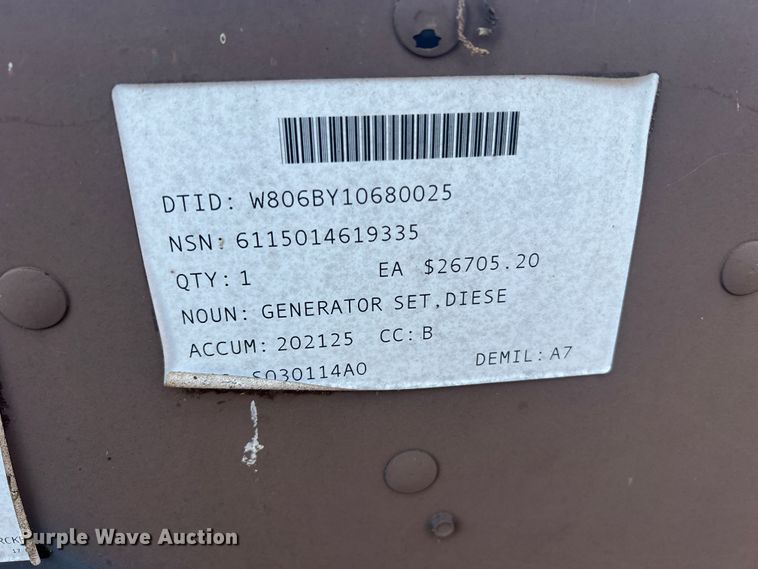 DTID: W806BY10680025
NSN: 6115014619335
QTY: 1 EA $26705.20
NOUN: GENERATOR SET,DIESE
ACCUM: 202125 CC: B
S030114A0 DEMIL: A7
Purple Wave Auction